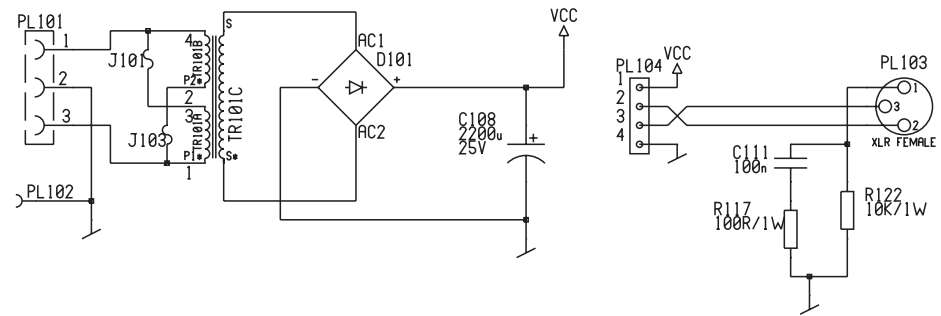 PL101
1
2
3
PL102
J101
J103
4
TR101B
P2*
2
3
TR101A
P1*
1
S
TR101C
S*
AC1
D101
-
+
AC2
VCC
C108
2200u
25V
+
PL104
VCC
1
2
3
4
PL103
1
3
2
XLR FEMALE
C111
100n
R117
100R/1W
R122
10K/1W